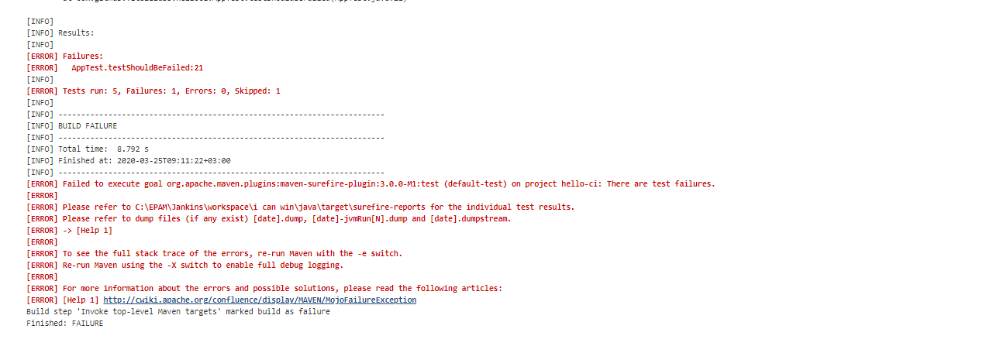 [INFO]
[INFO] Results:
[INFO]
[ERROR] Failures:
[ERROR]   AppTest.testShouldBeFailed:21
[INFO]
[ERROR] Tests run: 5, Failures: 1, Errors: 0, Skipped: 1
[INFO]
[INFO] ------------------------------------------------------------------------
[INFO] BUILD FAILURE
[INFO] ------------------------------------------------------------------------
[INFO] Total time:  8.792 s
[INFO] Finished at: 2020-03-25T09:11:22+03:00
[INFO] ------------------------------------------------------------------------
[ERROR] Failed to execute goal org.apache.maven.plugins:maven-surefire-plugin:3.0.0-M1:test (default-test) on project hello-ci: There are test failures.
[ERROR]
[ERROR] Please refer to C:\EPAM\Jankins\workspace\i can win\java\target\surefire-reports for the individual test results.
[ERROR] Please refer to dump files (if any exist) [date].dump, [date]-jvmRun[N].dump and [date].dumpstream.
[ERROR] -> [Help 1]
[ERROR]
[ERROR] To see the full stack trace of the errors, re-run Maven with the -e switch.
[ERROR] Re-run Maven using the -X switch to enable full debug logging.
[ERROR]
[ERROR] For more information about the errors and possible solutions, please read the following articles:
[ERROR] [Help 1] http://cwiki.apache.org/confluence/display/MAVEN/MojoFailureException
Build step 'Invoke top-level Maven targets' marked build as failure
Finished: FAILURE